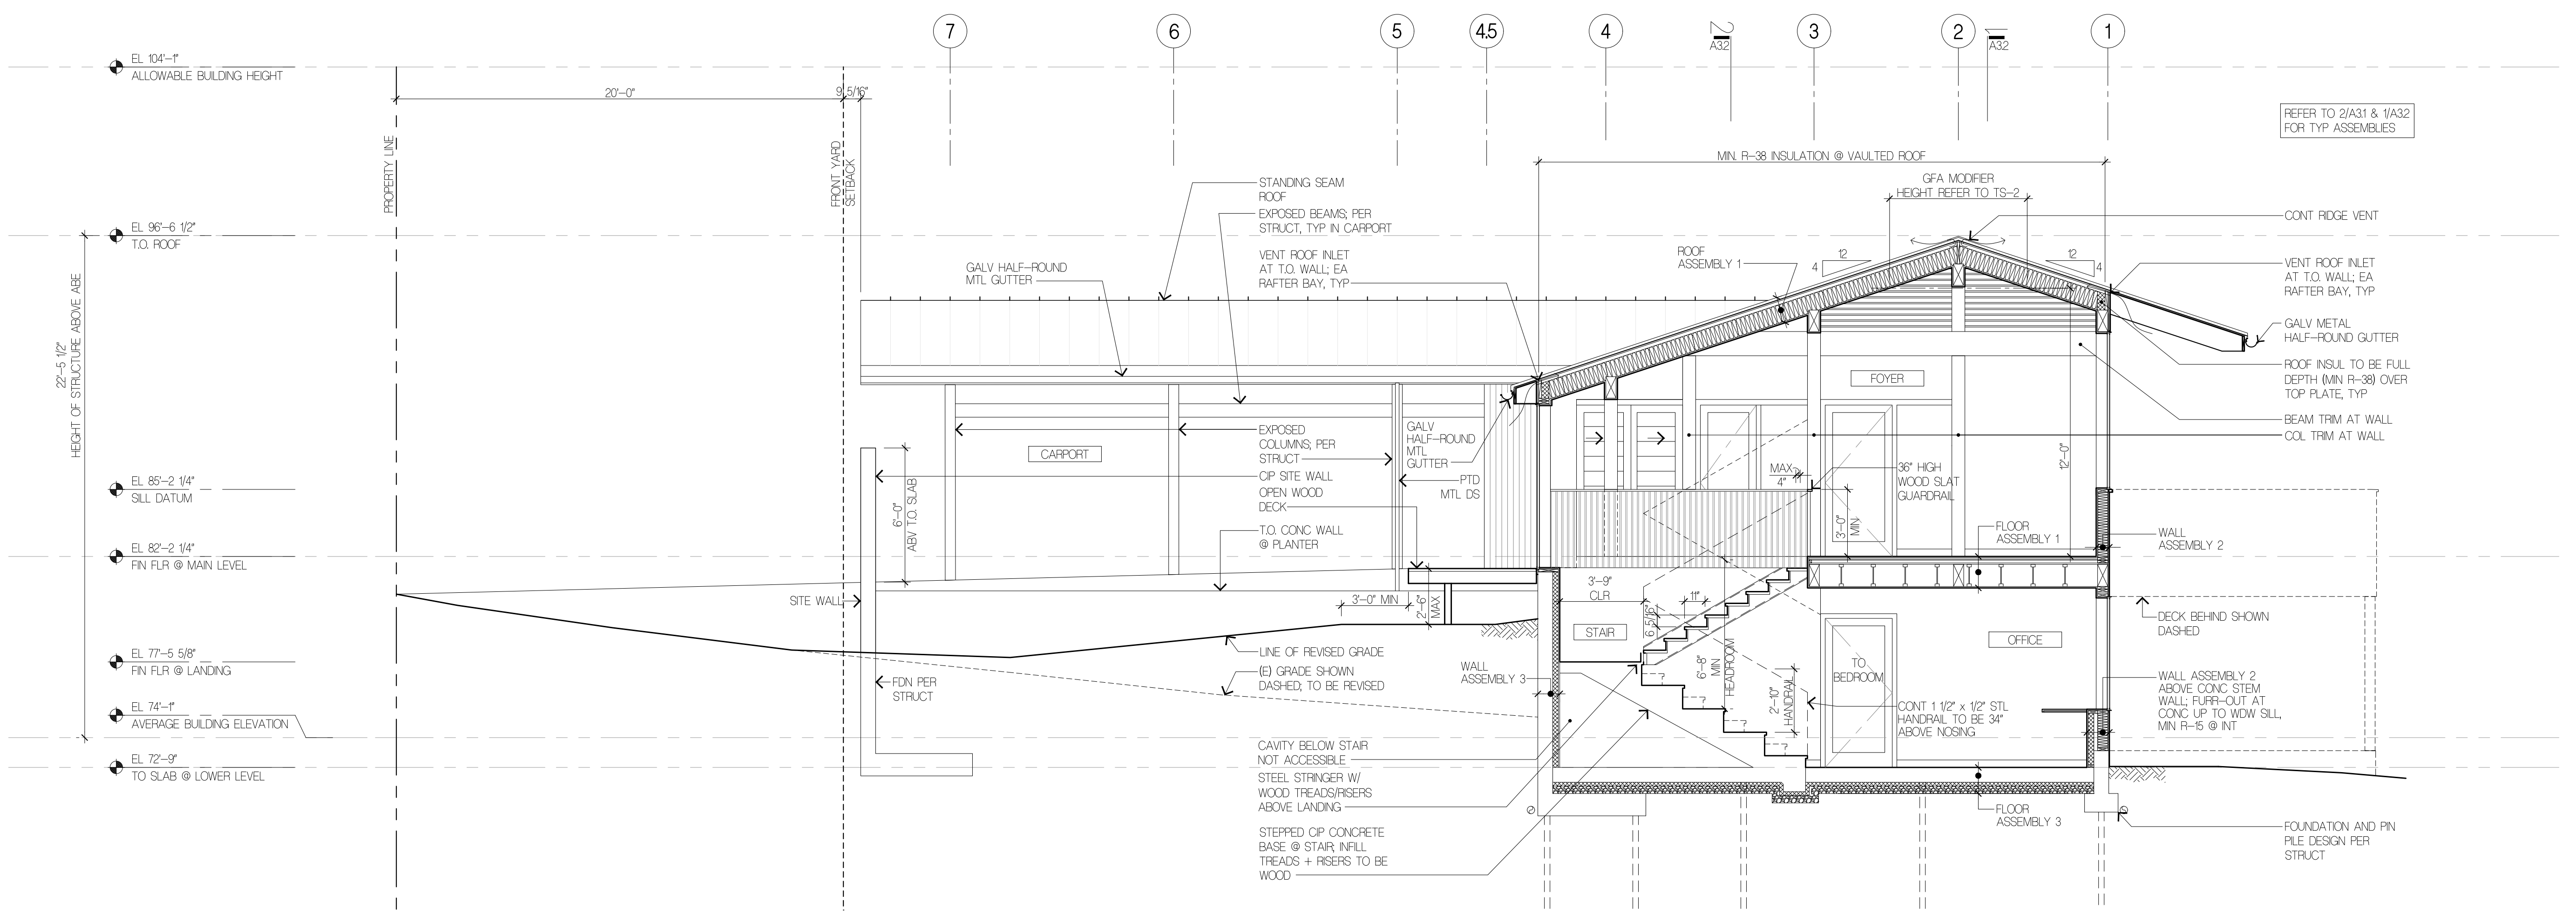 7
6
5
4.5
4
2
A3.2
3
2
1
A3.2
1
EL 104'-1"
ALLOWABLE BUILDING HEIGHT
20'-0"
9 5/16"
PROPERTY LINE
FRONT YARD
SETBACK
REFER TO 2/A3.1 & 1/A3.2
FOR TYP ASSEMBLIES
MIN. R-38 INSULATION @ VAULTED ROOF
GFA MODIFIER
HEIGHT REFER TO TS-2
STANDING SEAM
ROOF
EXPOSED BEAMS; PER
STRUCT, TYP IN CARPORT
VENT ROOF INLET
AT T.O. WALL; EA
RAFTER BAY, TYP
GALV HALF-ROUND
MTL GUTTER
ROOF
ASSEMBLY 1
12
4
12
4
CONT RIDGE VENT
VENT ROOF INLET
AT T.O. WALL; EA
RAFTER BAY, TYP
GALV METAL
HALF-ROUND GUTTER
ROOF INSUL TO BE FULL
DEPTH (MIN R-38) OVER
TOP PLATE, TYP
BEAM TRIM AT WALL
COL TRIM AT WALL
EL 96'-6 1/2"
T.O. ROOF
22'-5 1/2"
HEIGHT OF STRUCTURE ABOVE ABE
EL 85'-2 1/4"
SILL DATUM
EL 82'-2 1/4"
FIN FLR @ MAIN LEVEL
EL 77'-5 5/8"
FIN FLR @ LANDING
EL 74'-1"
AVERAGE BUILDING ELEVATION
EL 72'-9"
TO SLAB @ LOWER LEVEL
CARPORT
EXPOSED
COLUMNS; PER
STRUCT
CIP SITE WALL
OPEN WOOD
DECK
T.O. CONC WALL
@ PLANTER
GALV
HALF-ROUND
MTL
GUTTER
PTD
MTL DS
6'-0"
ABV T.O. SLAB
FOYER
MAX
4"
36" HIGH
WOOD SLAT
GUARDRAIL
3'-0"
MIN
12'-0"
FLOOR
ASSEMBLY 1
WALL
ASSEMBLY 2
SITE WALL
3'-0" MIN
2'-6"
MAX
3'-9"
CLR
11"
6 5/16"
STAIR
OFFICE
DECK BEHIND SHOWN
DASHED
LINE OF REVISED GRADE
(E) GRADE SHOWN
DASHED; TO BE REVISED
FDN PER
STRUCT
WALL
ASSEMBLY 3
6'-8"
MIN
HEADROOM
2'-10"
HANDRAIL
TO
BEDROOM
CONT 1 1/2" x 1/2" STL
HANDRAIL TO BE 34"
ABOVE NOSING
WALL ASSEMBLY 2
ABOVE CONC STEM
WALL; FURR-OUT AT
CONC UP TO WDW SILL,
MIN R-15 @ INT
CAVITY BELOW STAIR
NOT ACCESSIBLE
STEEL STRINGER W/
WOOD TREADS/RISERS
ABOVE LANDING
STEPPED CIP CONCRETE
BASE @ STAIR; INFILL
TREADS + RISERS TO BE
WOOD
FLOOR
ASSEMBLY 3
FOUNDATION AND PIN
PILE DESIGN PER
STRUCT